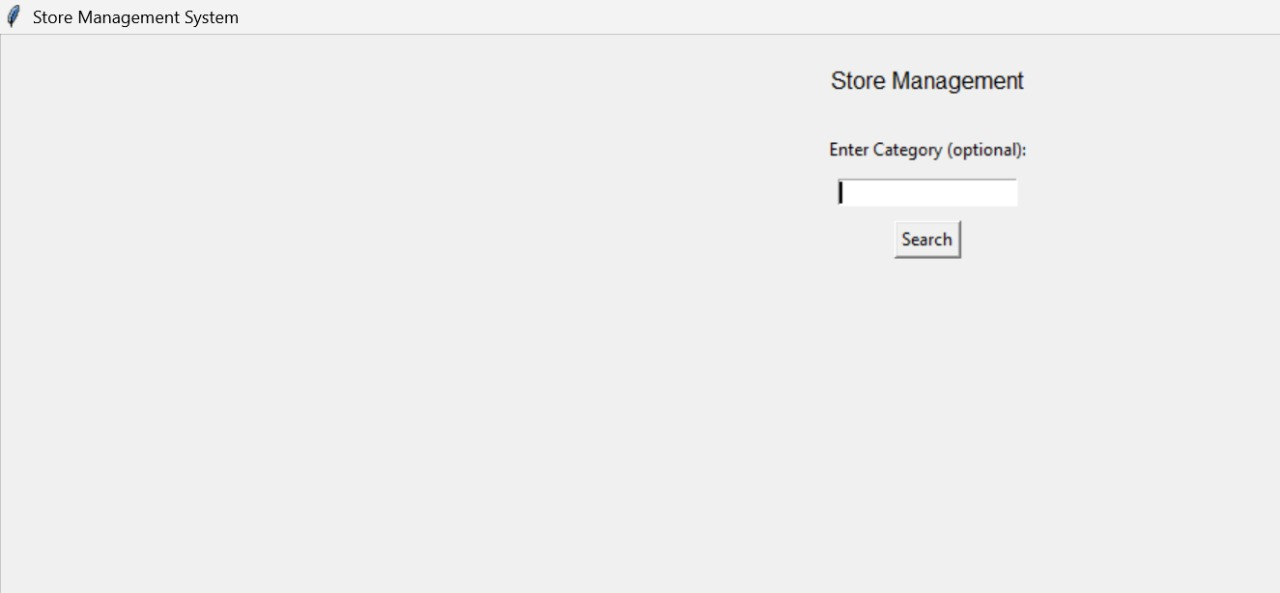 Store Management System
Store Management
Enter Category (optional):
Search